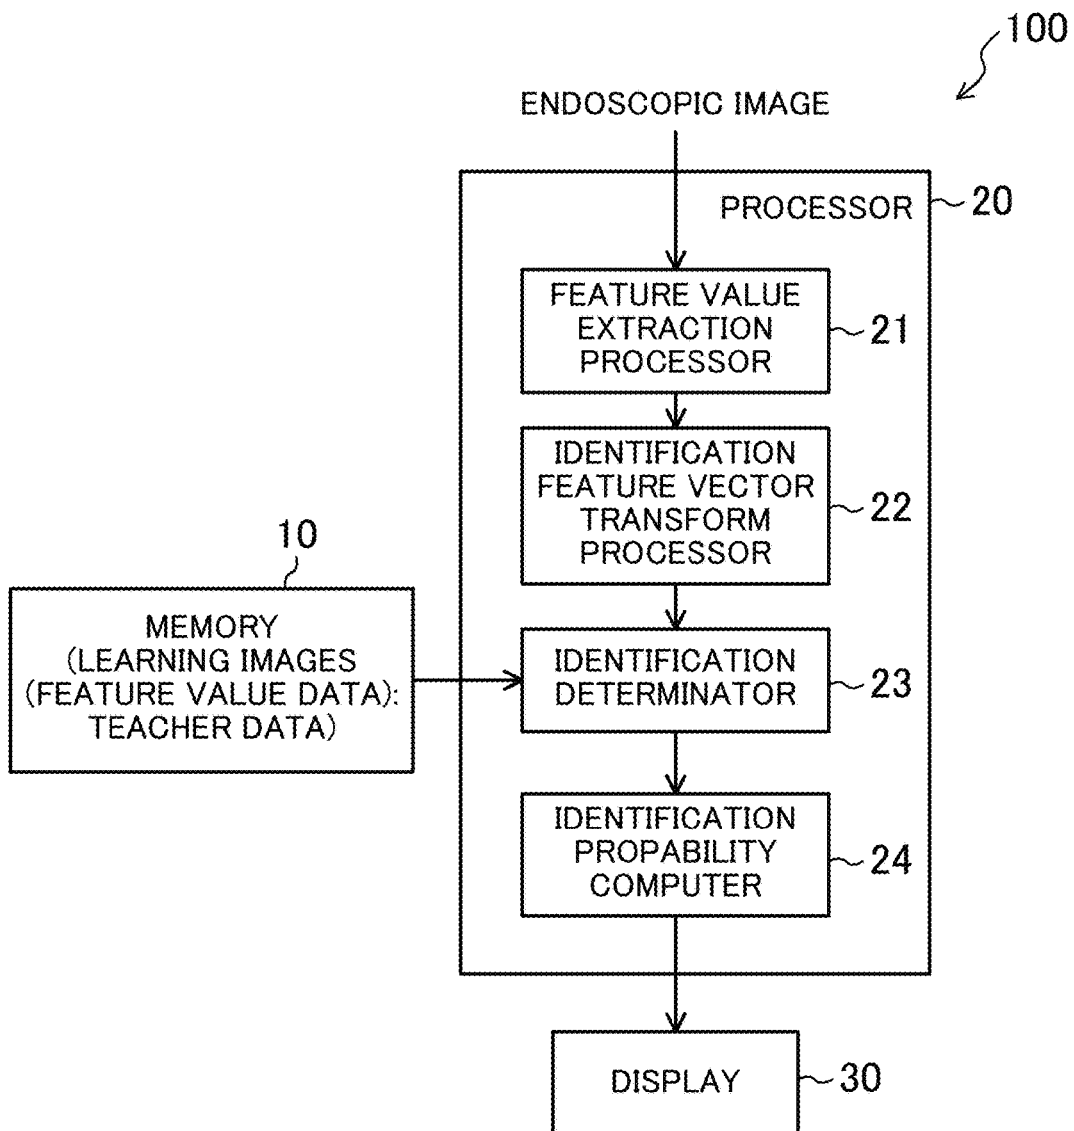 100
ENDOSCOPIC IMAGE
PROCESSOR
20
FEATURE VALUE
EXTRACTION
PROCESSOR
21
IDENTIFICATION
FEATURE VECTOR
TRANSFORM
PROCESSOR
22
10
MEMORY
(LEARNING IMAGES
(FEATURE VALUE DATA):
TEACHER DATA)
IDENTIFICATION
DETERMINATOR
23
IDENTIFICATION
PROPABILITY
COMPUTER
24
DISPLAY
30